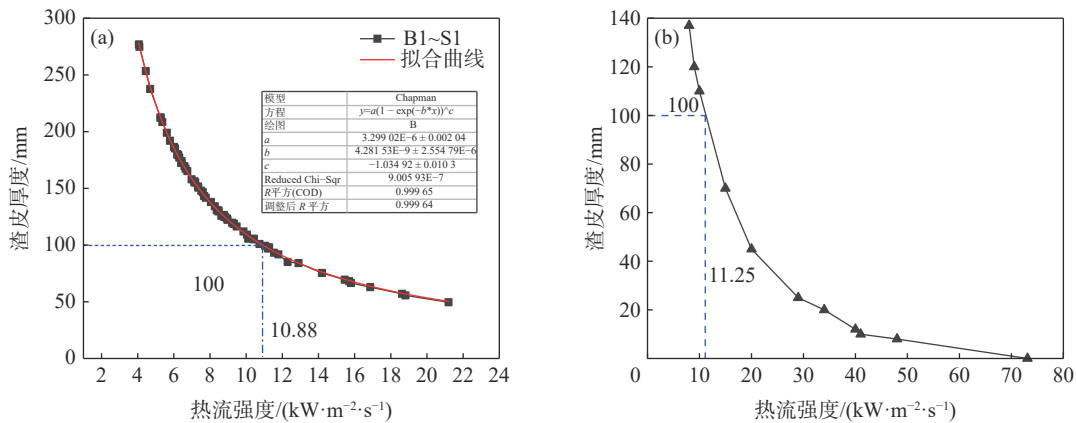 300
250
200
150
100
50
0
渣皮厚度/mm
(a)
B1~S1
拟合曲线
模型 Chapman
方程 y=a(1 − exp(−b*x))^c
绘图 B
a 3.299 02E−6 ± 0.002 04
b 4.281 53E−9 ± 2.554 79E−6
c −1.034 92 ± 0.010 3
Reduced Chi−Sqr 9.005 93E−7
R平方(COD) 0.999 65
调整后 R 平方 0.999 64
100
10.88
2 4 6 8 10 12 14 16 18 20 22 24
热流强度/(kW·m⁻²·s⁻¹)
140
120
100
80
60
40
20
渣皮厚度/mm
(b)
100
11.25
0 10 20 30 40 50 60 70 80
热流强度/(kW·m⁻²·s⁻¹)